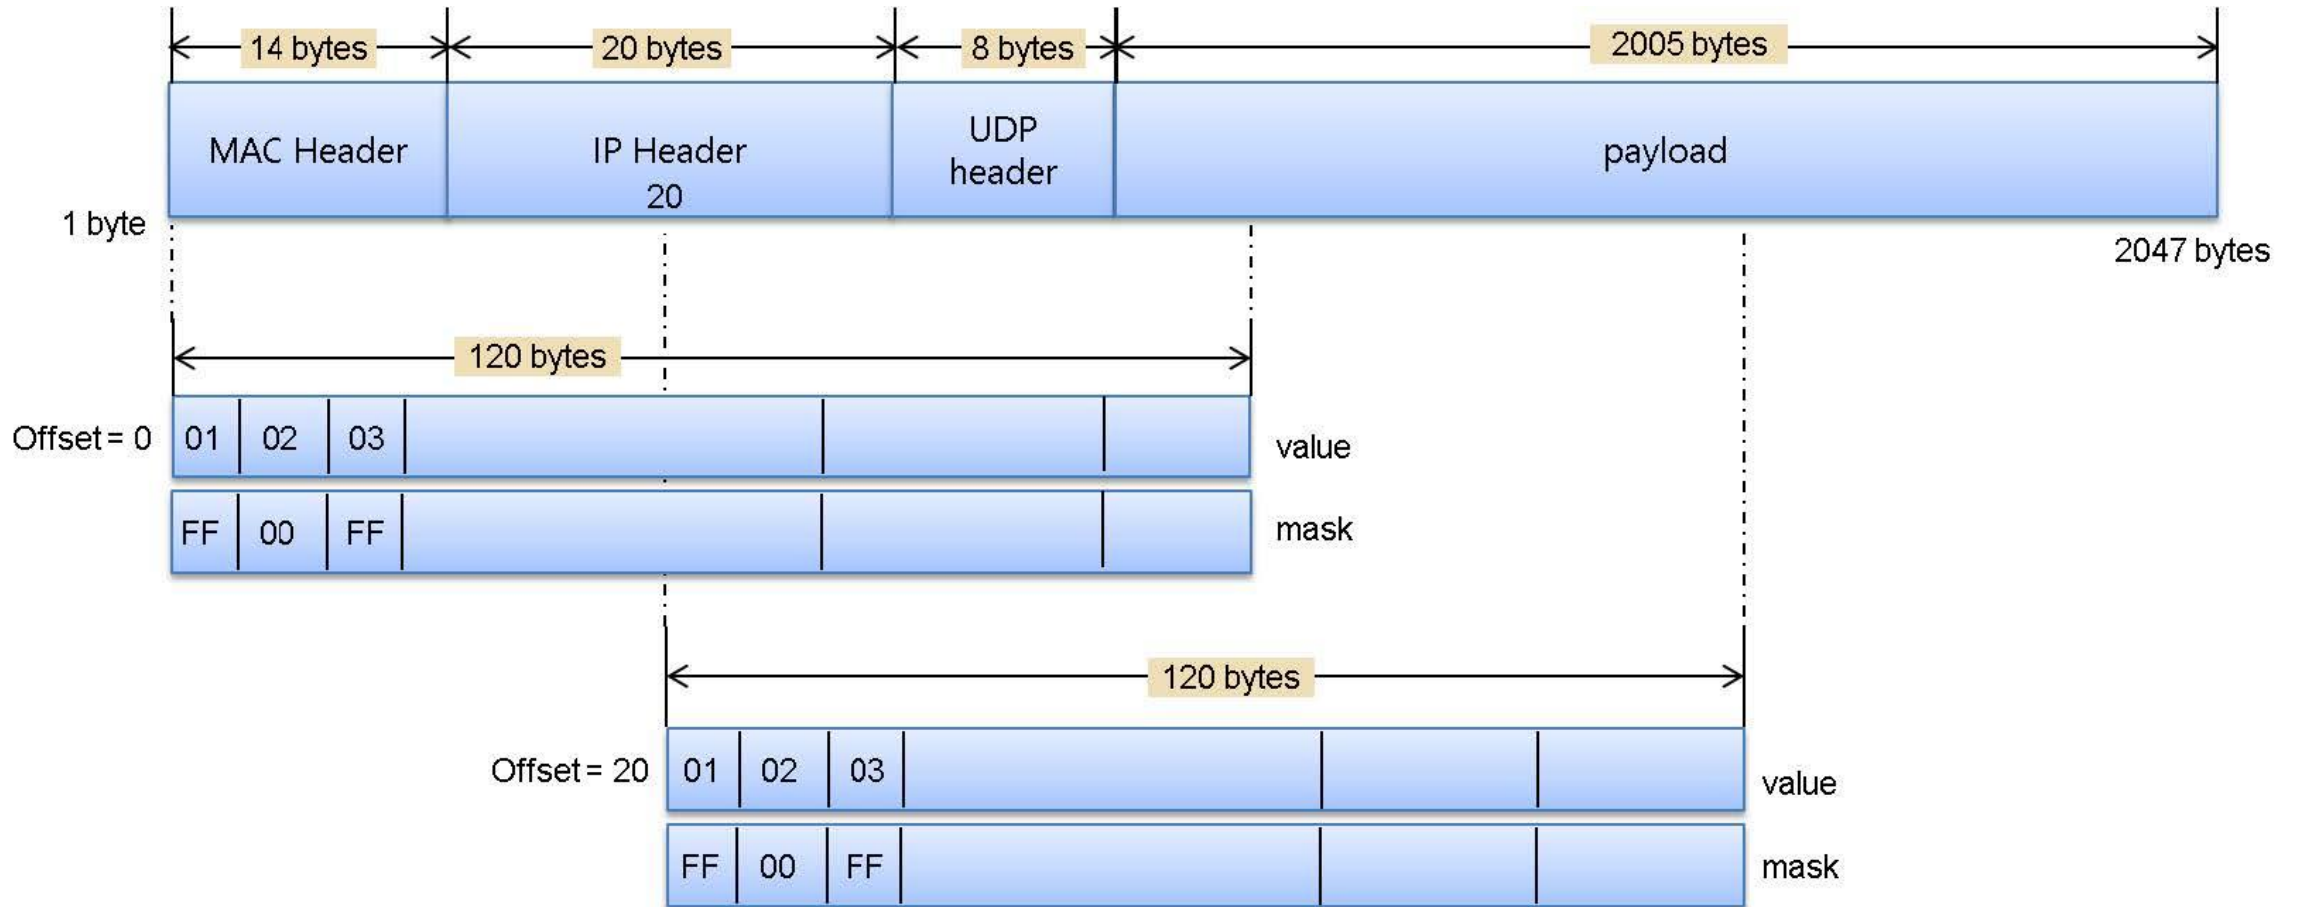 14 bytes
20 bytes
8 bytes
2005 bytes
MAC Header
IP Header
20
UDP
header
payload
1 byte
2047 bytes
120 bytes
Offset = 0
01
02
03
value
FF
00
FF
mask
120 bytes
Offset = 20
01
02
03
value
FF
00
FF
mask